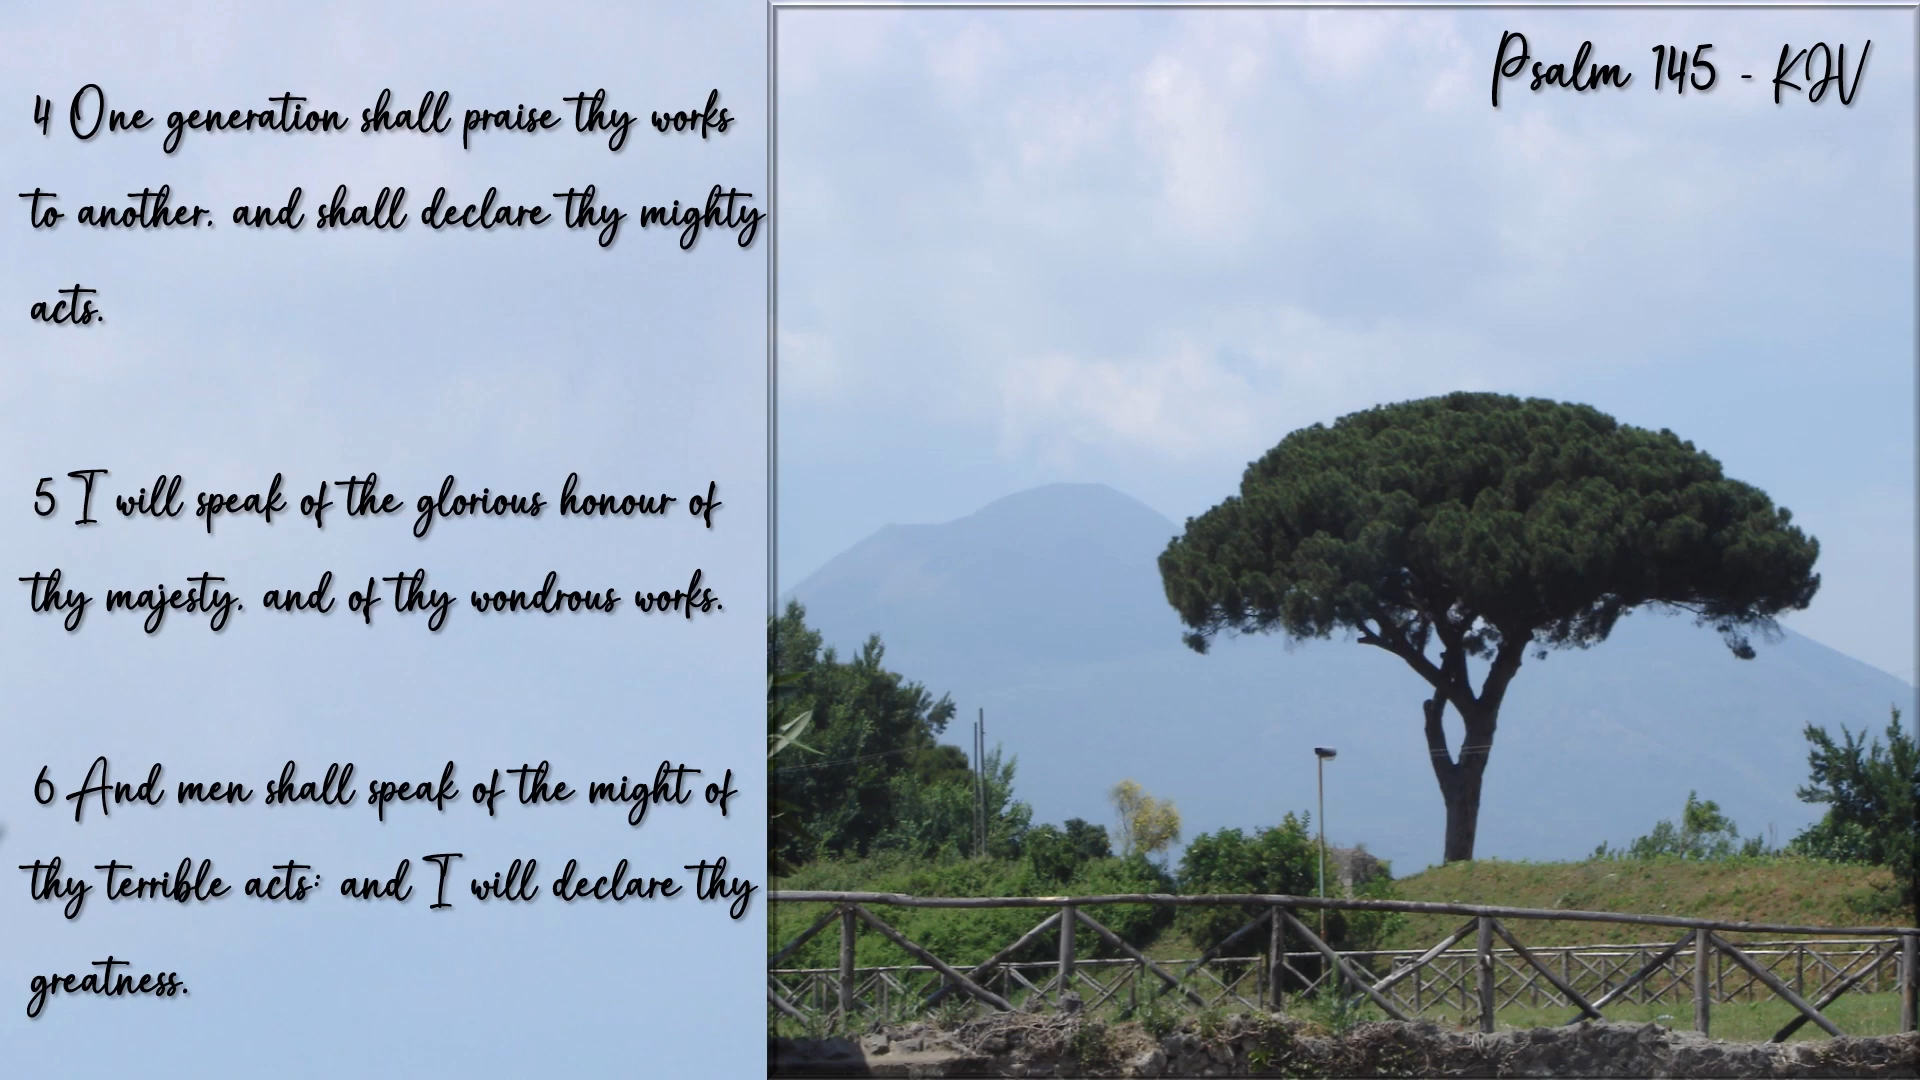 Psalm 145 - KJV
4 One generation shall praise thy works
to another, and shall declare thy mighty
acts.
5 I will speak of the glorious honour of
thy majesty, and of thy wondrous works.
6 And men shall speak of the might of
thy terrible acts: and I will declare thy
greatness.